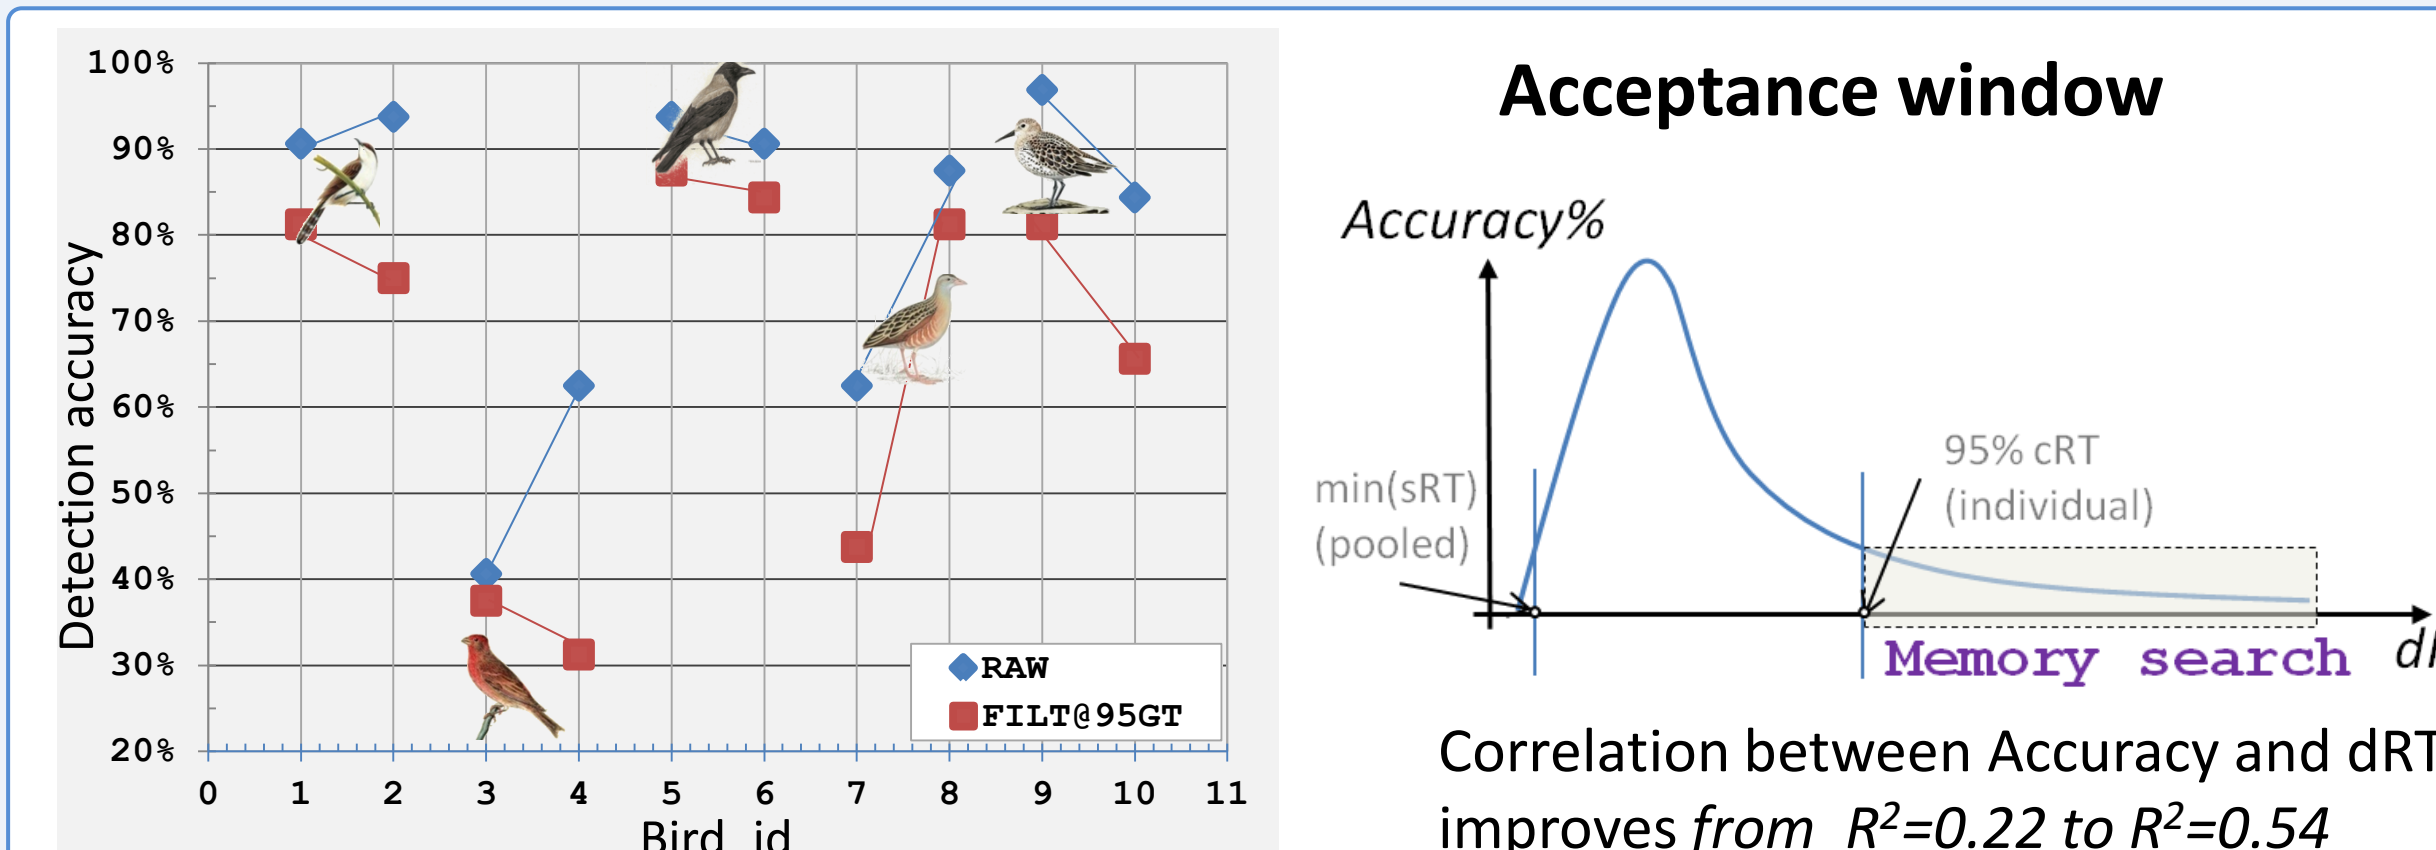 100%
90%
80%
70%
60%
50%
40%
30%
20%
Detection accuracy
0 1 2 3 4 5 6 7 8 9 10 11
Bird_id
RAW
FILT@95GT
Acceptance window
Accuracy%
min(sRT)
(pooled)
95% cRT
(individual)
Memory search
Correlation between Accuracy and dRT
improves from R²=0.22 to R²=0.54